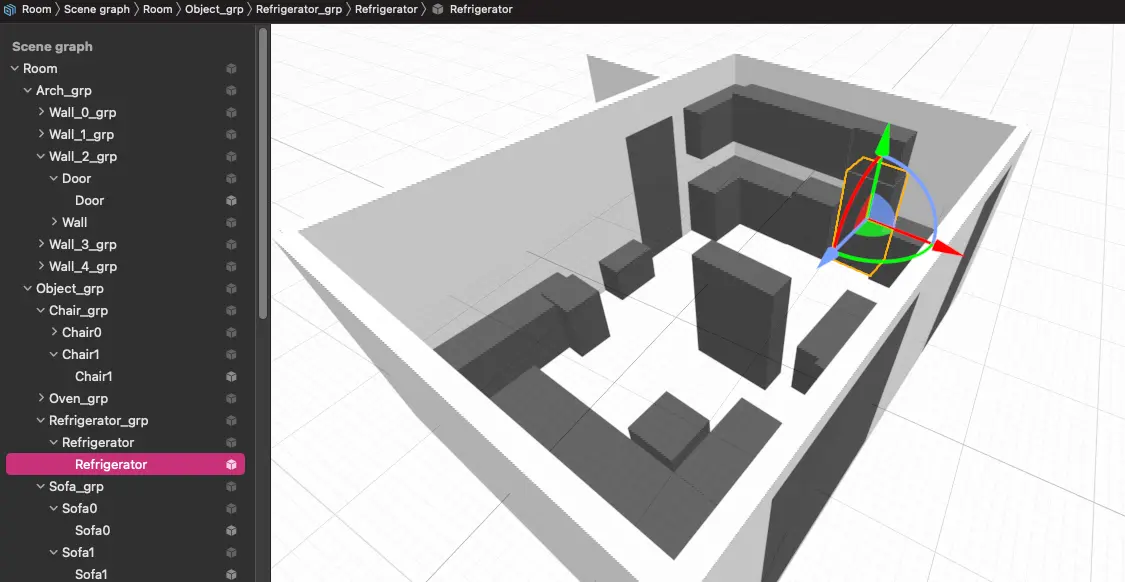 Room > Scene graph > Room > Object_grp > Refrigerator_grp > Refrigerator > Refrigerator
Scene graph
Room
Arch_grp
Wall_0_grp
Wall_1_grp
Wall_2_grp
Door
Door
Wall
Wall_3_grp
Wall_4_grp
Object_grp
Chair_grp
Chair0
Chair1
Chair1
Oven_grp
Refrigerator_grp
Refrigerator
Refrigerator
Sofa_grp
Sofa0
Sofa0
Sofa1
Sofa1